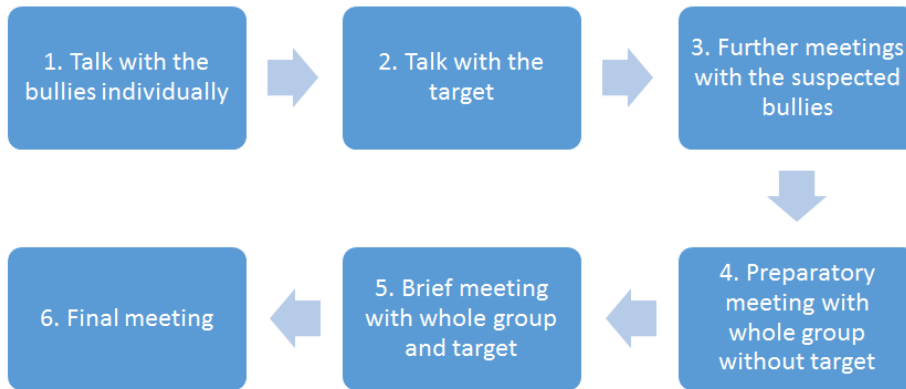 1. Talk with the
bullies individually
2. Talk with the
target
3. Further meetings
with the suspected
bullies
4. Preparatory
meeting with
whole group
without target
5. Brief meeting
with whole group
and target
6. Final meeting